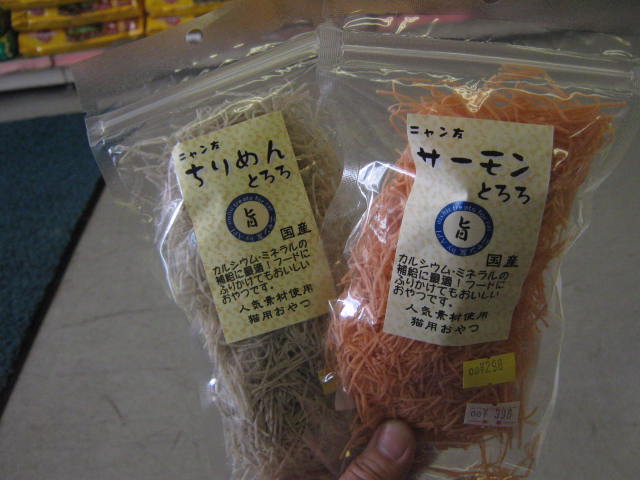 ニャン方
ちりめん
とろろ
旨
国産
カルシウム・ミネラルの
補給に最適！フードに
ふりかけてもおいしい
おやつです。
人気素材使用
猫用おやつ
ニャン方
サーモン
とろろ
旨
国産
カルシウム・ミネラルの
補給に最適！フードに
ふりかけてもおいしい
おやつです。
人気素材使用
猫用おやつ
¥298
398